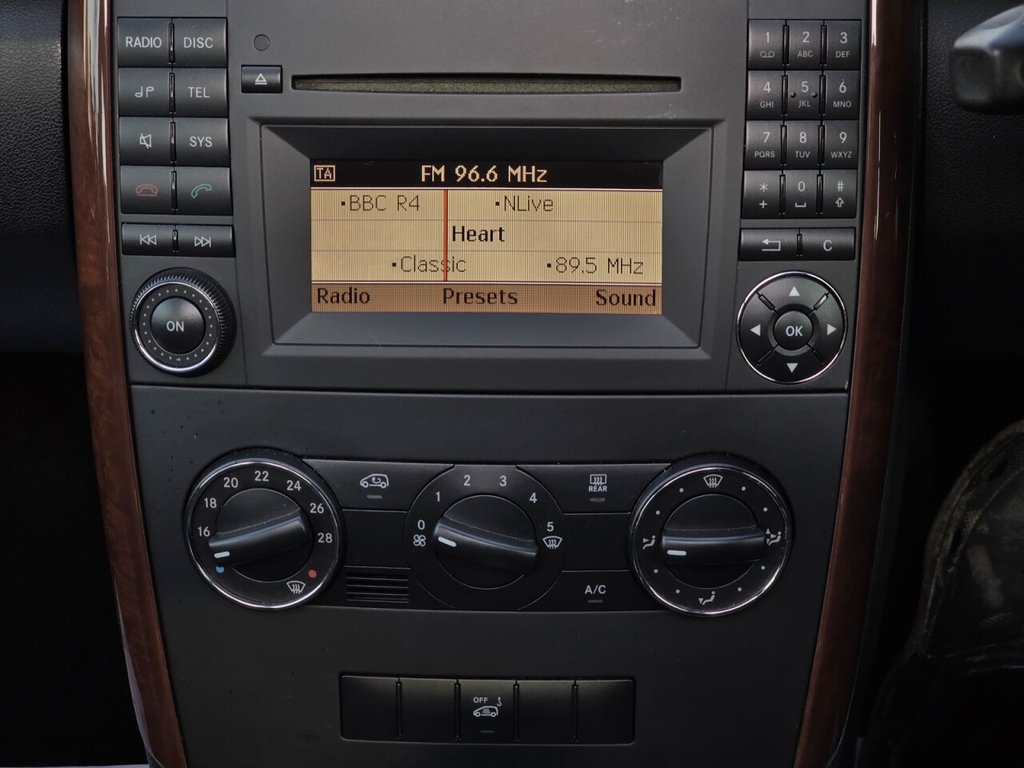 RADIO DISC
TEL
SYS
ON
TA FM 96.6 MHz
•BBC R4 •NLive
Heart
•Classic •89.5 MHz
Radio Presets Sound
1 2 3
ABC DEF
4 5 6
GHI JKL MNO
7 8 9
PQRS TUV WXYZ
* 0 #
+
C
OK
16 18 20 22 24 26 28
0 1 2 3 4 5
REAR
A/C
OFF